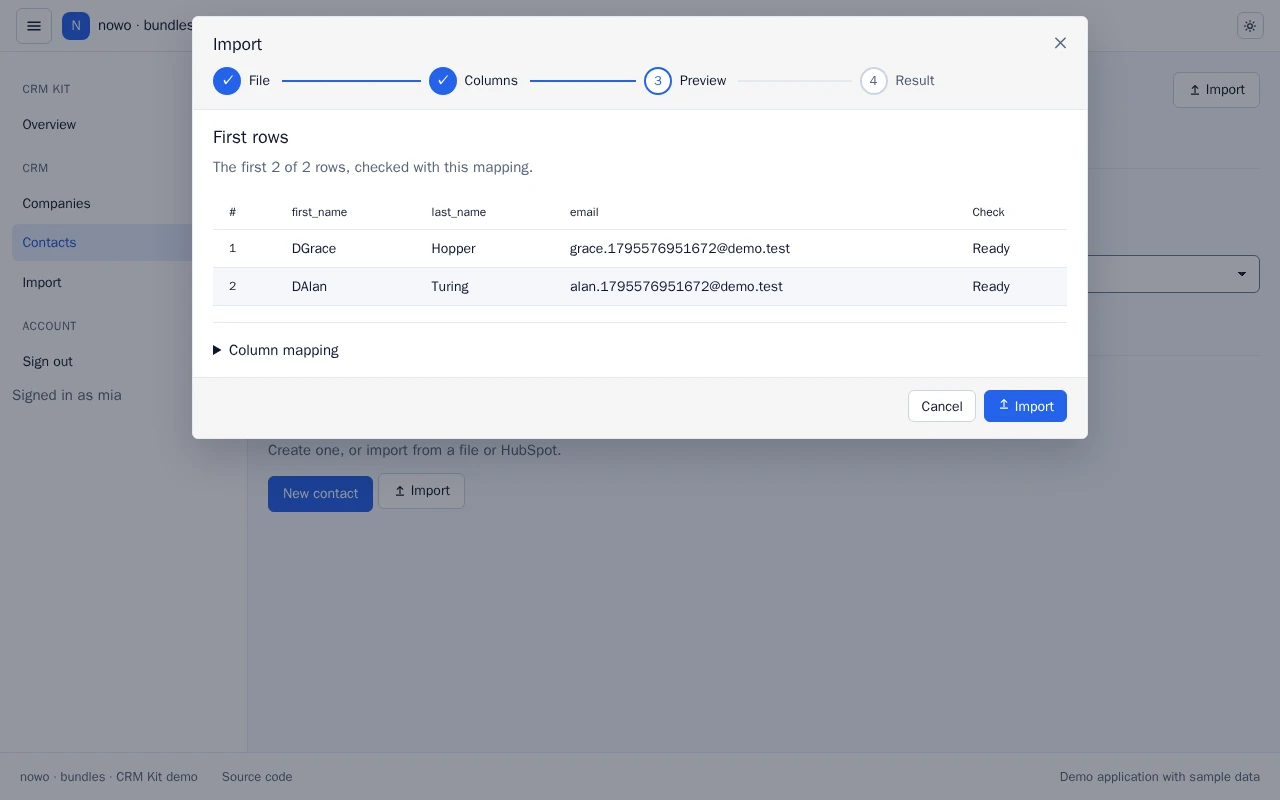 N nowo · bundles
Import
✓ File ✓ Columns 3 Preview 4 Result
CRM KIT
Overview
CRM
Companies
Contacts
Import
ACCOUNT
Sign out
Signed in as mia
Import
First rows
The first 2 of 2 rows, checked with this mapping.
# first_name last_name email Check
1 DGrace Hopper grace.1795576951672@demo.test Ready
2 DAlan Turing alan.1795576951672@demo.test Ready
Column mapping
Cancel Import
Create one, or import from a file or HubSpot.
New contact Import
nowo · bundles · CRM Kit demo Source code Demo application with sample data